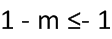 1 - m ≤- 1